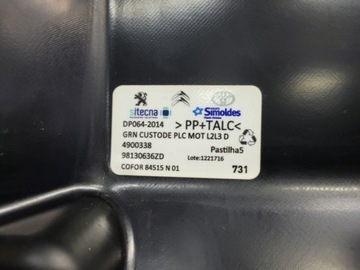 sitecna
Simoldes
DP064-2014 >PP+TALC<
GRN CUSTODE PLC MOT L2L3 D
4900338 Pastilha5
98130636ZD Lote:1221716
COFOR 84515 N 01 731